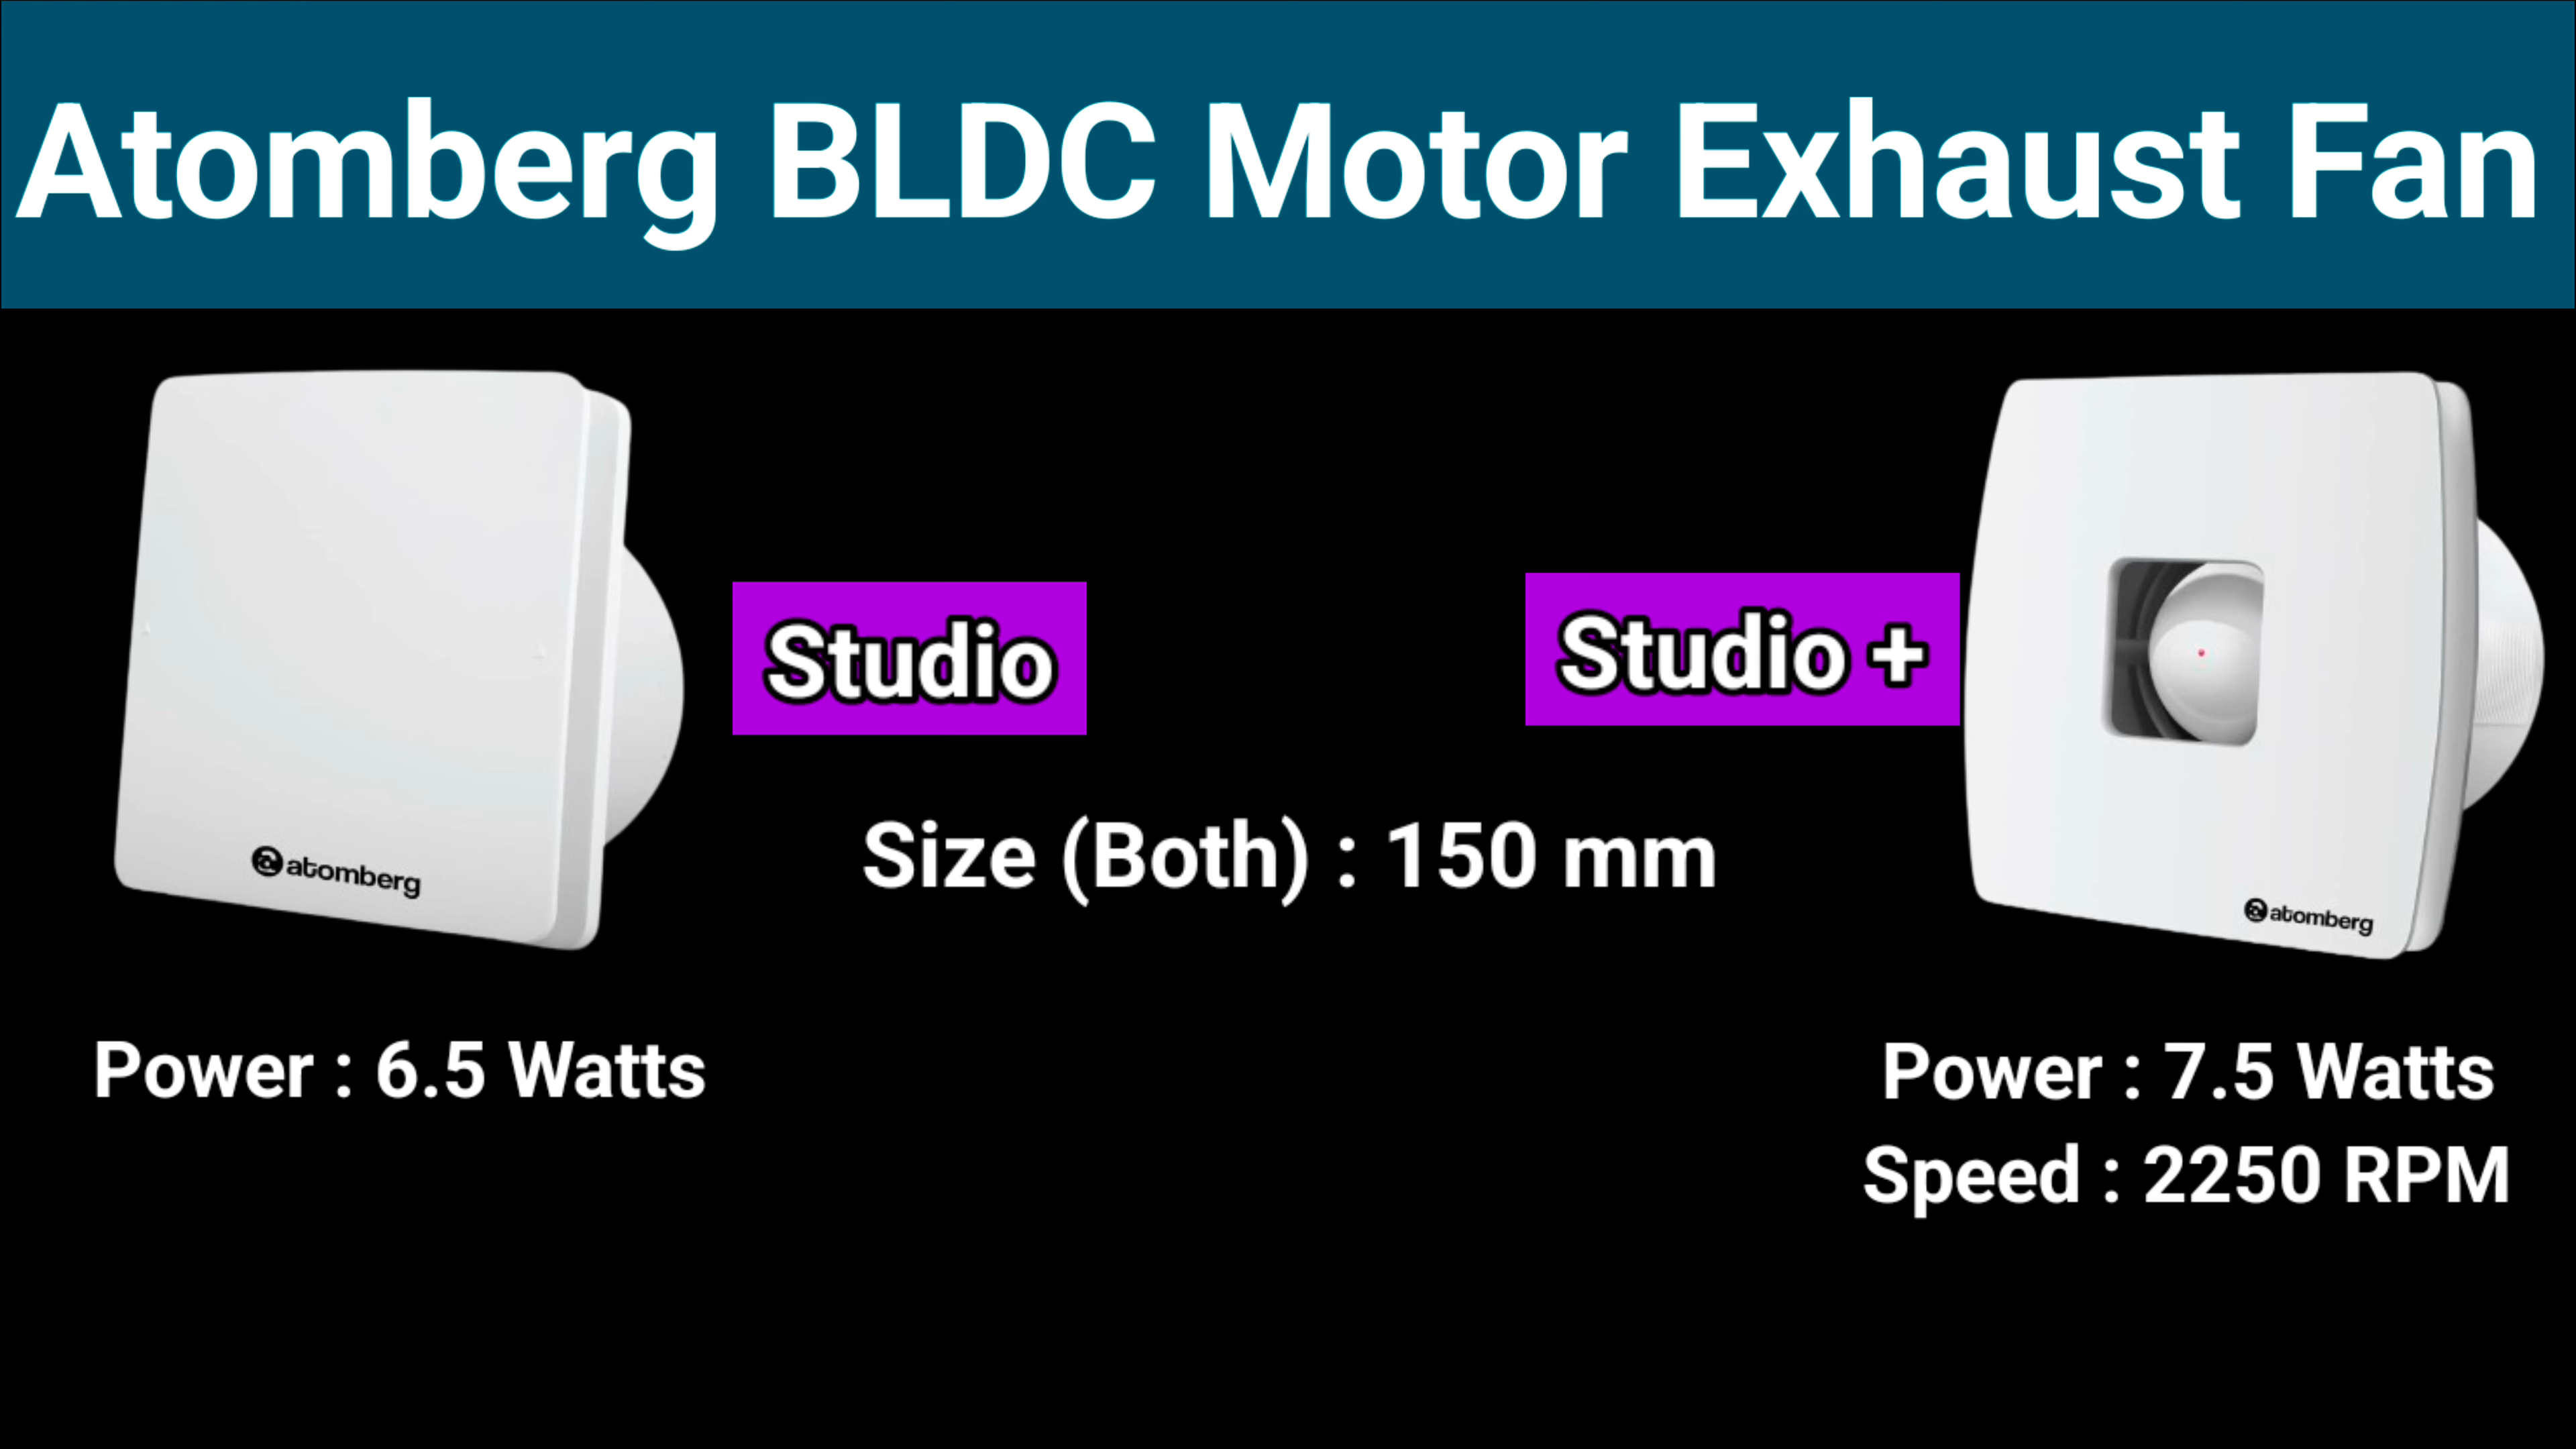 Atomberg BLDC Motor Exhaust Fan
Studio
Studio +
Size (Both) : 150 mm
atomberg
atomberg
Power : 6.5 Watts
Power : 7.5 Watts
Speed : 2250 RPM